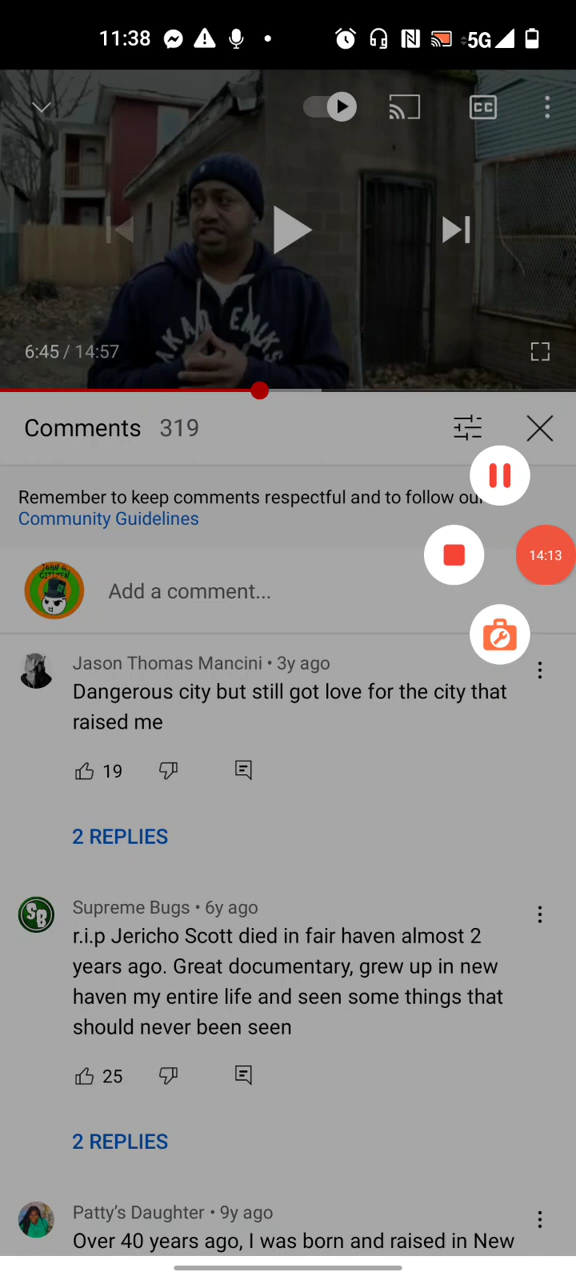 11:38
5G
CC
AKADEMIKS
6:45 / 14:57
Comments 319
Remember to keep comments respectful and to follow our
Community Guidelines
14:13
Add a comment...
Jason Thomas Mancini • 3y ago
Dangerous city but still got love for the city that
raised me
19
2 REPLIES
SB
Supreme Bugs • 6y ago
r.i.p Jericho Scott died in fair haven almost 2
years ago. Great documentary, grew up in new
haven my entire life and seen some things that
should never been seen
25
2 REPLIES
Patty's Daughter • 9y ago
Over 40 years ago, I was born and raised in New